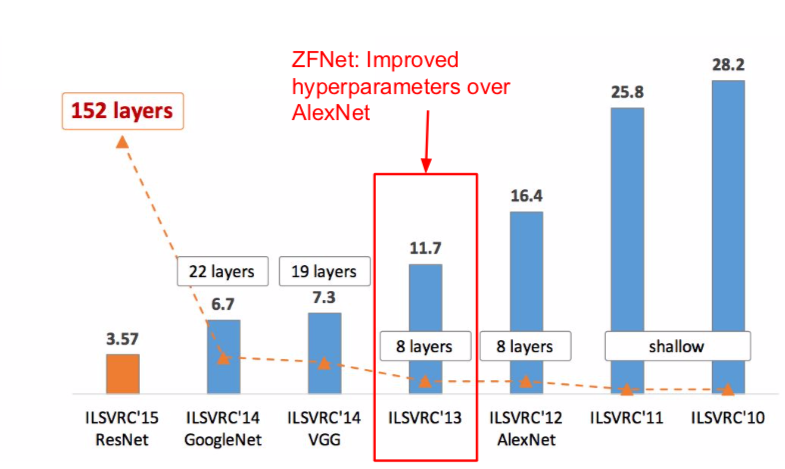 ZFNet: Improved
hyperparameters over
AlexNet
28.2
25.8
152 layers
16.4
11.7
22 layers
19 layers
6.7
7.3
3.57
8 layers
8 layers
shallow
ILSVRC'15
ResNet
ILSVRC'14
GoogleNet
ILSVRC'14
VGG
ILSVRC'13
ILSVRC'12
AlexNet
ILSVRC'11
ILSVRC'10